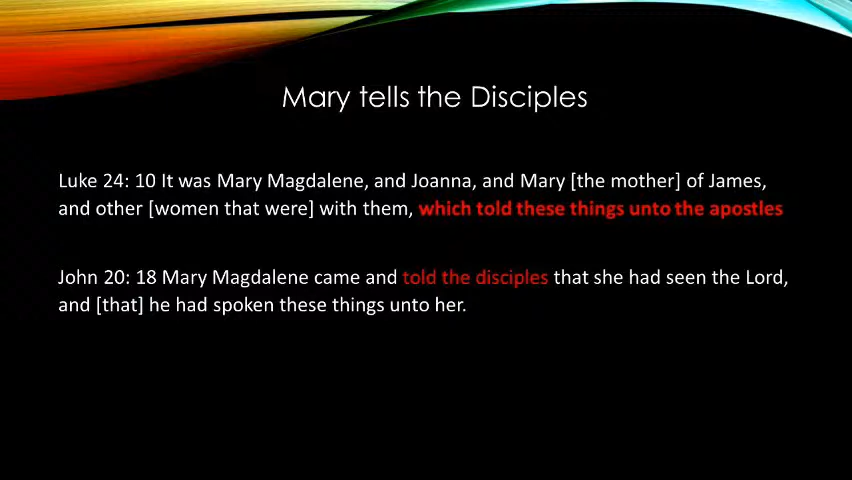 Mary tells the Disciples
Luke 24: 10 It was Mary Magdalene, and Joanna, and Mary [the mother] of James,
and other [women that were] with them, which told these things unto the apostles
John 20: 18 Mary Magdalene came and told the disciples that she had seen the Lord,
and [that] he had spoken these things unto her.